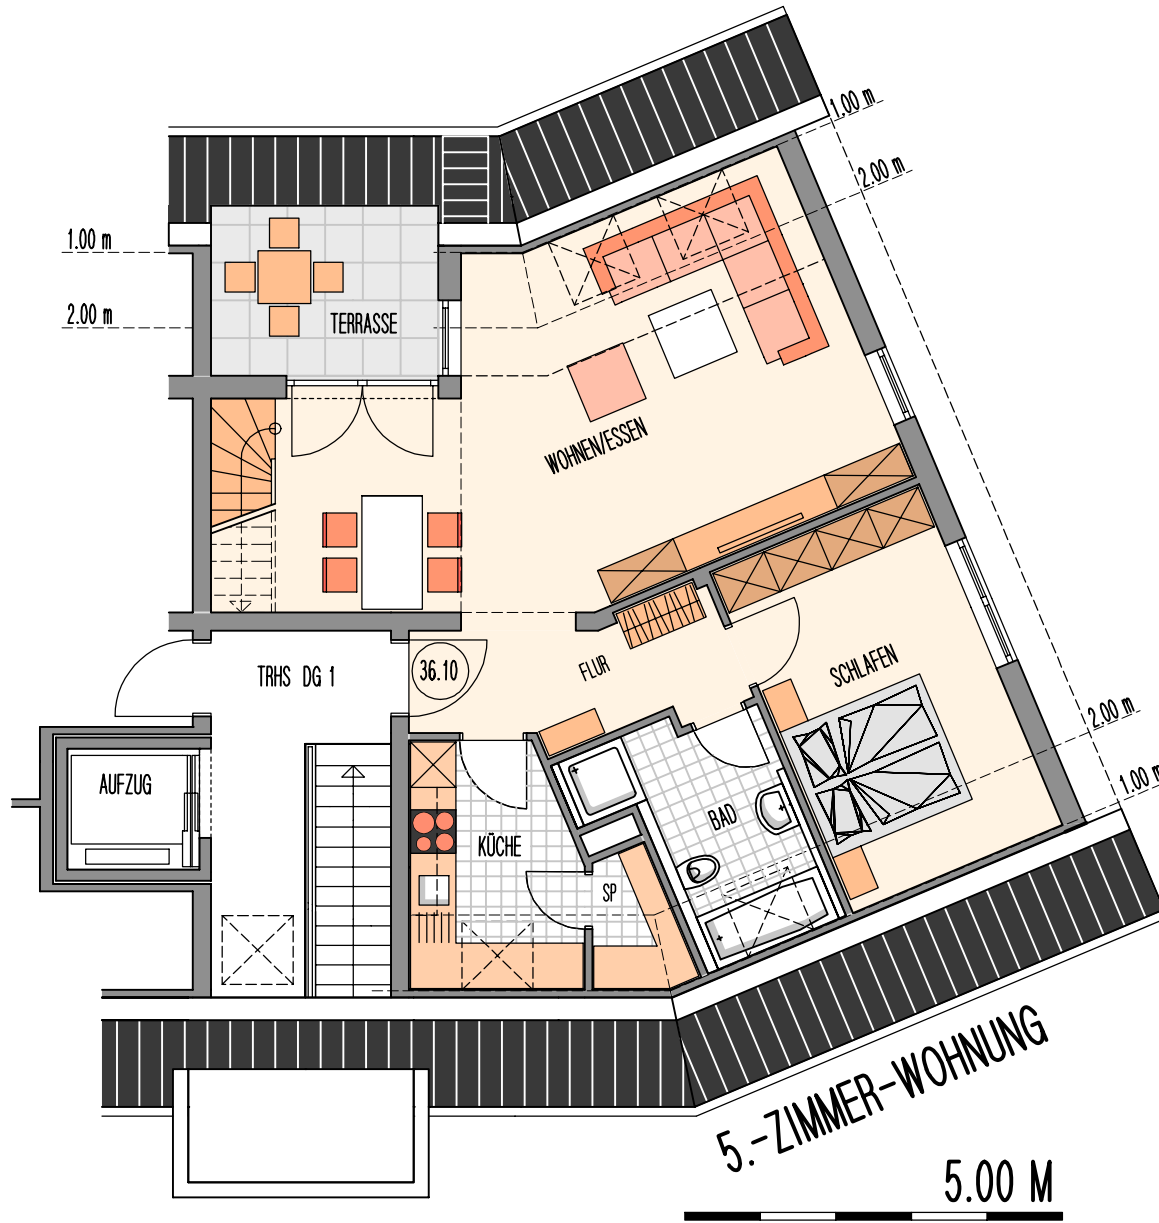 1.00 m
2.00 m
1.00 m
2.00 m
TERRASSE
WOHNEN/ESSEN
TRHS DG 1
36.10
FLUR
SCHLAFEN
AUFZUG
KÜCHE
BAD
SP
2.00 m
1.00 m
5.-ZIMMER-WOHNUNG
5.00 M